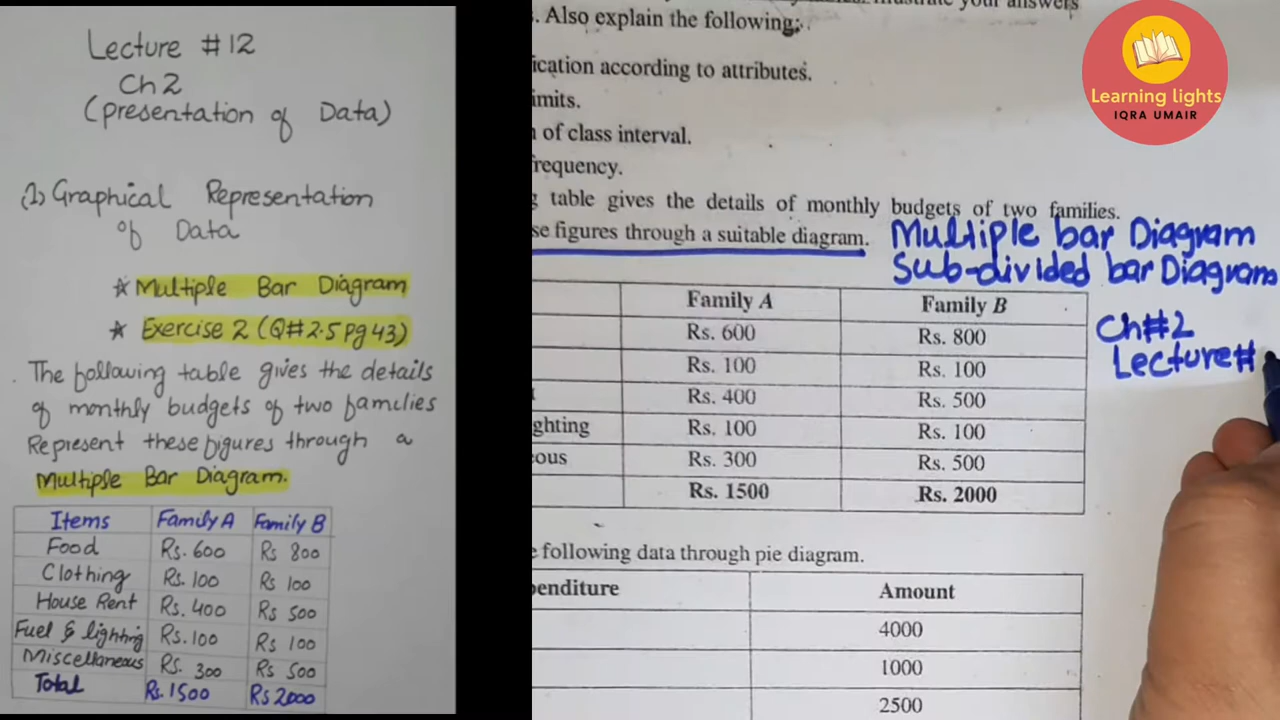 Lecture #12
Ch 2
(presentation of Data)
(1) Graphical Representation
of Data
* Multiple Bar Diagram
* Exercise 2 (Q#2.5 pg 43)
The following table gives the details
of monthly budgets of two families
Represent these figures through a
Multiple Bar Diagram.
Items Family A Family B
Food Rs. 600 Rs 800
Clothing Rs. 100 Rs 100
House Rent Rs. 400 Rs 500
Fuel & lighting Rs. 100 Rs 100
Miscellaneous Rs. 300 Rs 500
Total Rs. 1500 Rs 2000
illustrate your answers
s. Also explain the following:
ication according to attributes.
imits.
of class interval.
frequency.
g table gives the details of monthly budgets of two families.
se figures through a suitable diagram. Multiple bar Diagram
Sub-divided bar Diagrams
Family A Family B
Rs. 600 Rs. 800
Rs. 100 Rs. 100
Rs. 400 Rs. 500
ghting Rs. 100 Rs. 100
ous Rs. 300 Rs. 500
Rs. 1500 Rs. 2000
Ch#2
Lecture#
e following data through pie diagram.
penditure Amount
4000
1000
2500
Learning lights
IQRA UMAIR